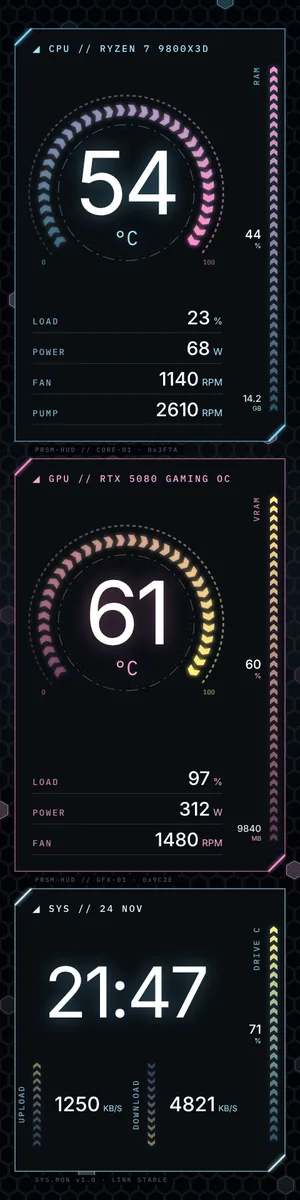 CPU // RYZEN 7 9800X3D
RAM
54
°C
0 100
44
%
LOAD 23 %
POWER 68 W
FAN 1140 RPM
14.2
GB
PUMP 2610 RPM
PRSM-HUD // CORE-01 · 0x3F7A
GPU // RTX 5080 GAMING OC
VRAM
61
°C
0 100
60
%
LOAD 97 %
POWER 312 W
FAN 1480 RPM
9840
MB
PRSM-HUD // GFX-01 · 0x9C2E
SYS // 24 NOV
DRIVE C
21:47
71
%
UPLOAD 1250 KB/S
DOWNLOAD 4821 KB/S
SYS.MON v1.0 · LINK STABLE